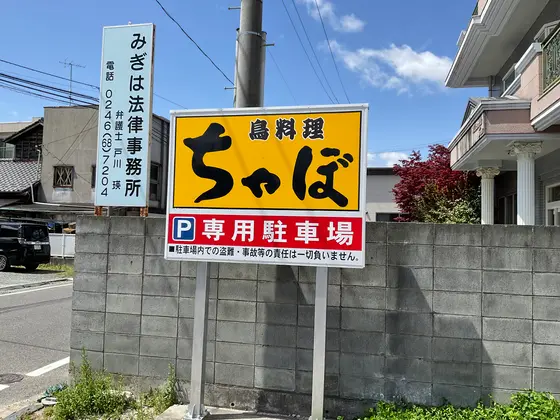 みぎは法律事務所
弁護士 戸川 瑛
電話 0246(68)7204
鳥料理
ちゃぼ
P 専用駐車場
■駐車場内での盗難・事故等の責任は一切負いません。